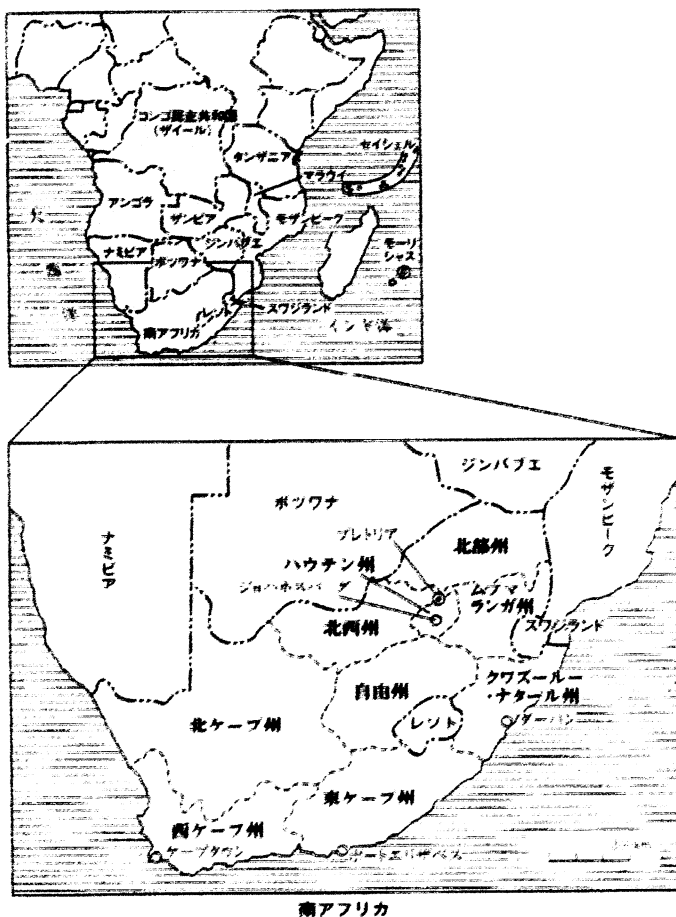 コンゴ民主共和国
(ザイール)
タンザニア
セイシェル
マラウイ
アンゴラ
ザンビア
モザンビーク
ナミビア
ジンバブエ
ボツワナ
モーリ
シャス
レソト
スワジランド
南アフリカ
インド洋
洋
ジンバブエ
モザンビーク
ボツワナ
ナミビア
プレトリア
北部州
ハウテン州
ムプマ
ランガ州
北西州
スワジランド
自由州
クワズールー
・ナタール州
北ケープ州
レソト
ダーバン
東ケープ州
西ケープ州
ケープタウン
ポートエリザベス
南アフリカ